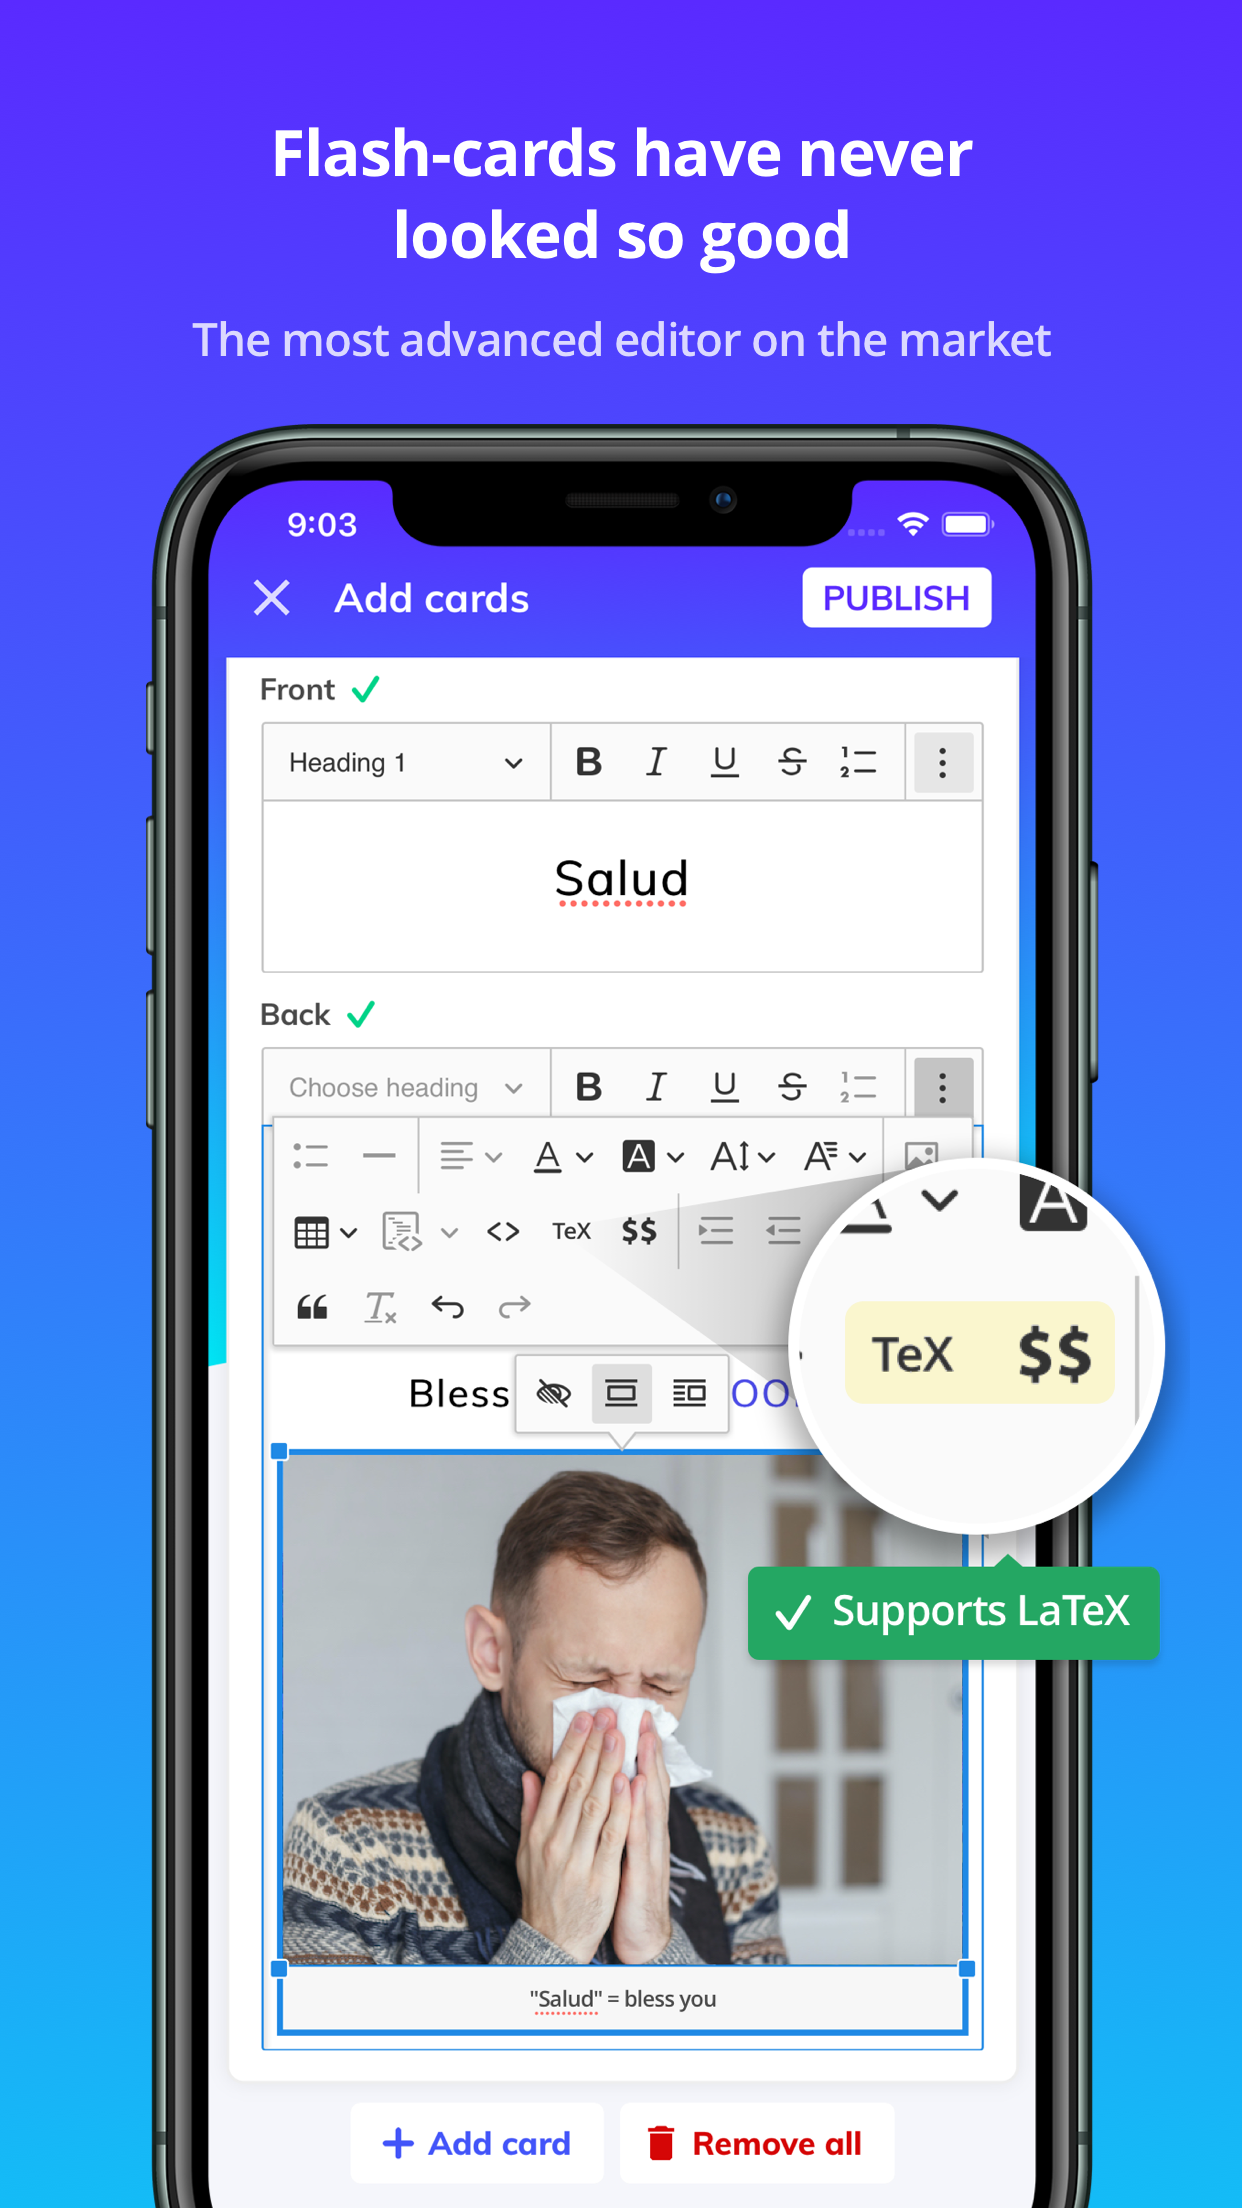 Flash-cards have never
looked so good
The most advanced editor on the market
9:03
Add cards
PUBLISH
Front
Heading 1
B I U S
Salud
Back
Choose heading
B I U S
A A A A
TeX $$
A
TeX $$
Bless
Supports LaTeX
"Salud" = bless you
+ Add card
Remove all